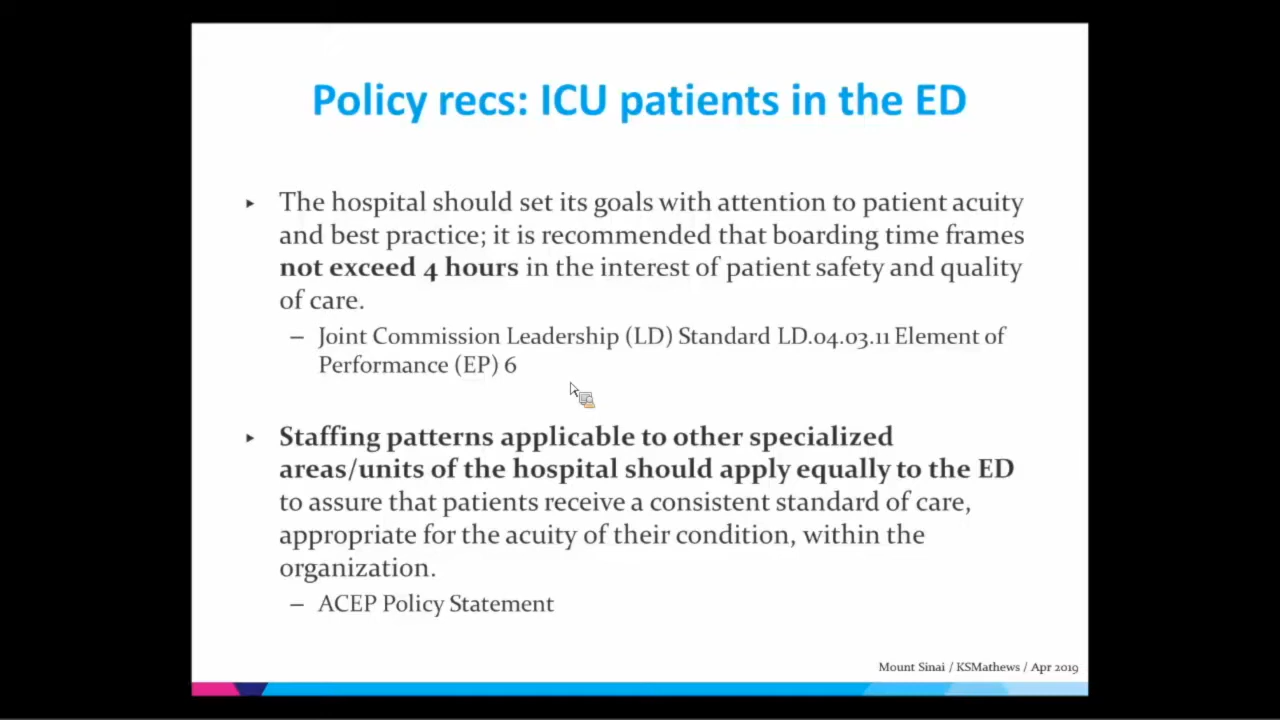 Policy recs: ICU patients in the ED
‣ The hospital should set its goals with attention to patient acuity
and best practice; it is recommended that boarding time frames
not exceed 4 hours in the interest of patient safety and quality
of care.
– Joint Commission Leadership (LD) Standard LD.04.03.11 Element of
Performance (EP) 6
‣ Staffing patterns applicable to other specialized
areas/units of the hospital should apply equally to the ED
to assure that patients receive a consistent standard of care,
appropriate for the acuity of their condition, within the
organization.
– ACEP Policy Statement
Mount Sinai / KSMathews / Apr 2019